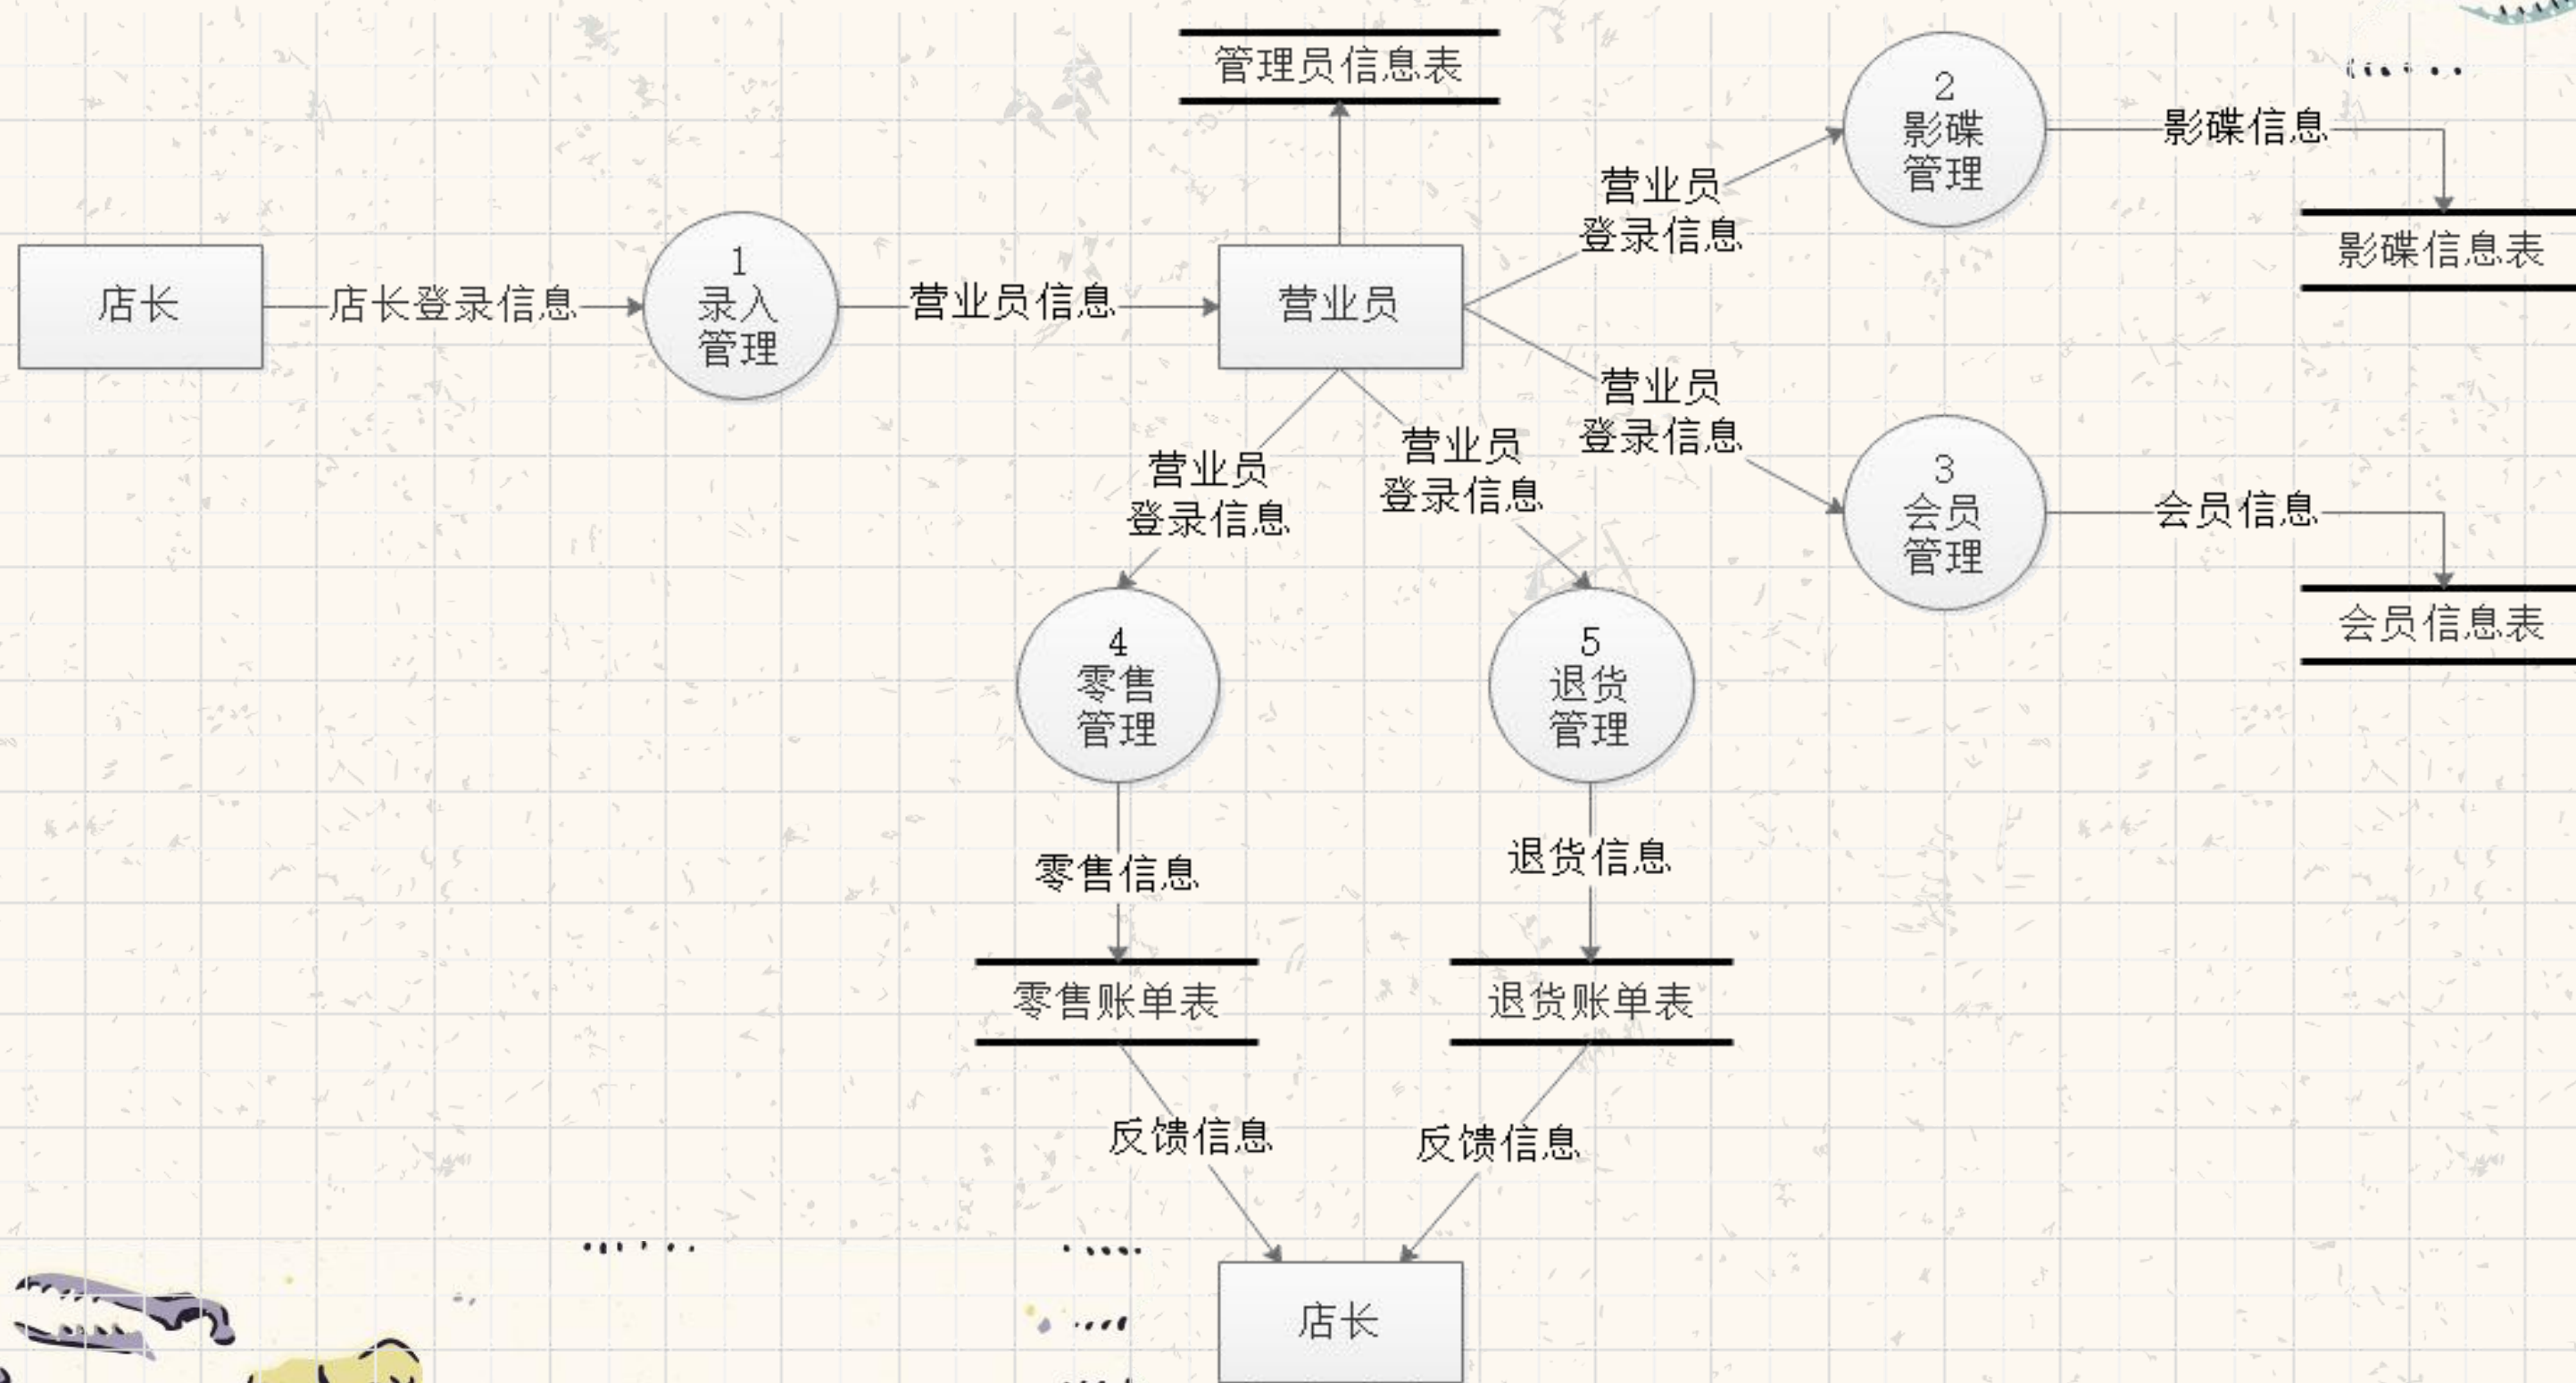 管理员信息表
2
影碟
管理
影碟信息
影碟信息表
店长
店长登录信息
1
录入
管理
营业员信息
营业员
营业员
登录信息
营业员
登录信息
营业员
登录信息
营业员
登录信息
3
会员
管理
会员信息
会员信息表
4
零售
管理
5
退货
管理
零售信息
退货信息
零售账单表
退货账单表
反馈信息
反馈信息
店长